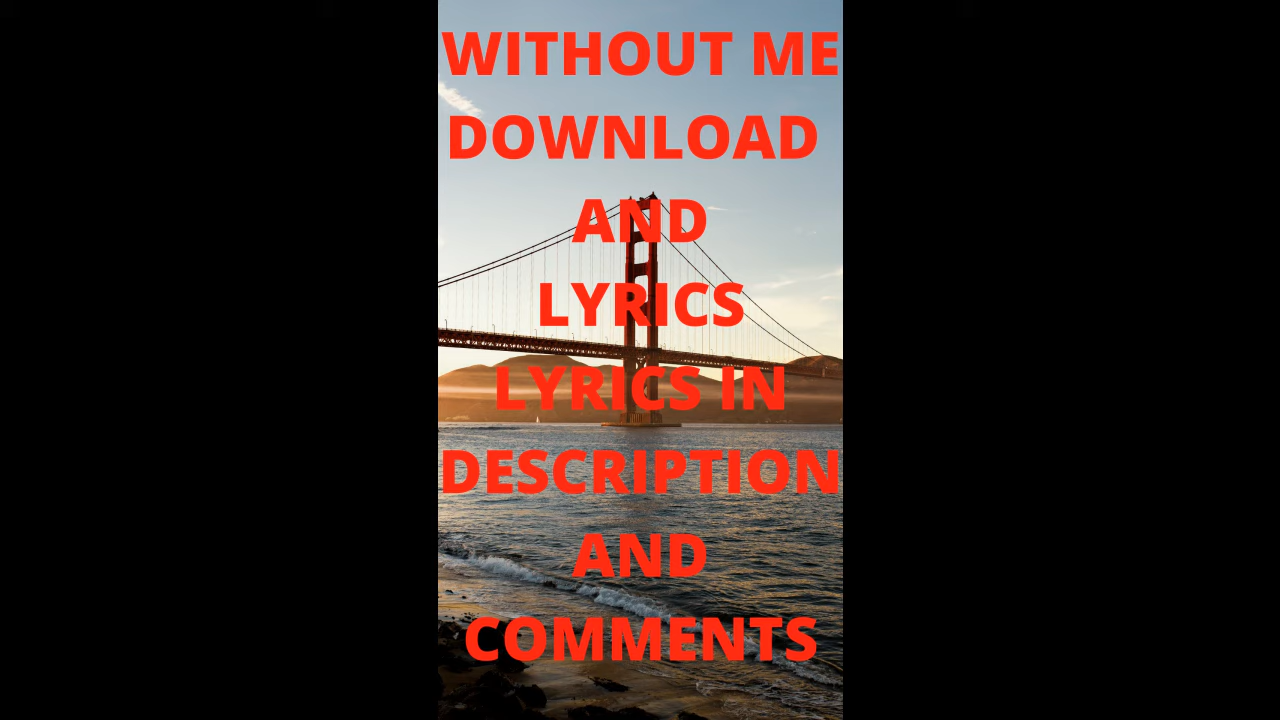 WITHOUT ME
DOWNLOAD
AND
LYRICS
LYRICS IN
DESCRIPTION
AND
COMMENTS